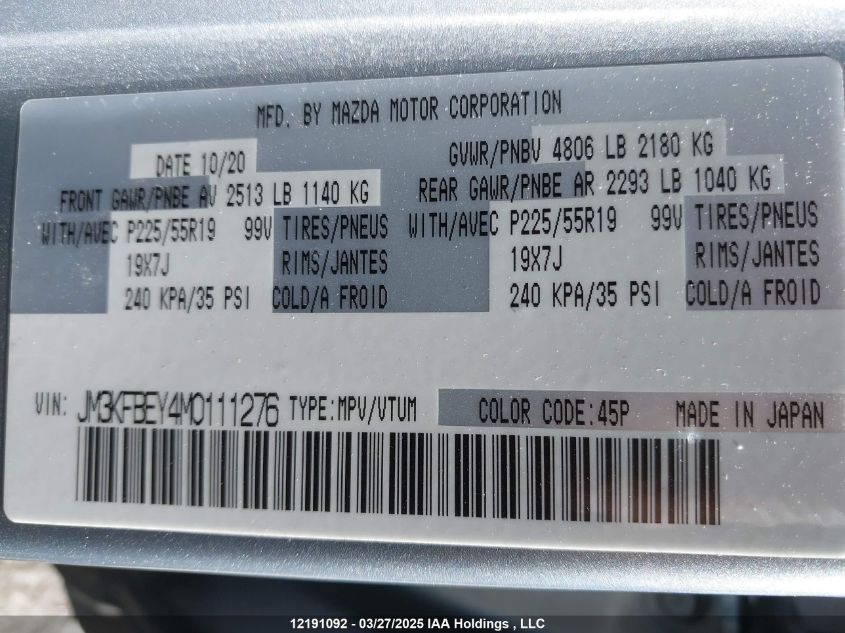 MFD. BY MAZDA MOTOR CORPORATION
DATE 10/20 GVWR/PNBV 4806 LB 2180 KG
FRONT GAWR/PNBE AV 2513 LB 1140 KG REAR GAWR/PNBE AR 2293 LB 1040 KG
WITH/AVEC P225/55R19 99V TIRES/PNEUS WITH/AVEC P225/55R19 99V TIRES/PNEUS
19X7J RIMS/JANTES 19X7J RIMS/JANTES
240 KPA/35 PSI COLD/A FROID 240 KPA/35 PSI COLD/A FROID
VIN: JM3KFBEY4M0111276 TYPE:MPV/VTUM COLOR CODE:45P MADE IN JAPAN
12191092 - 03/27/2025 IAA Holdings , LLC